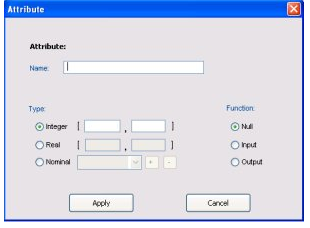 Attribute
Attribute:
Name:
Type:
Function:
Integer [ , ]
Null
Real [ , ]
Input
Nominal + -
Output
Apply
Cancel